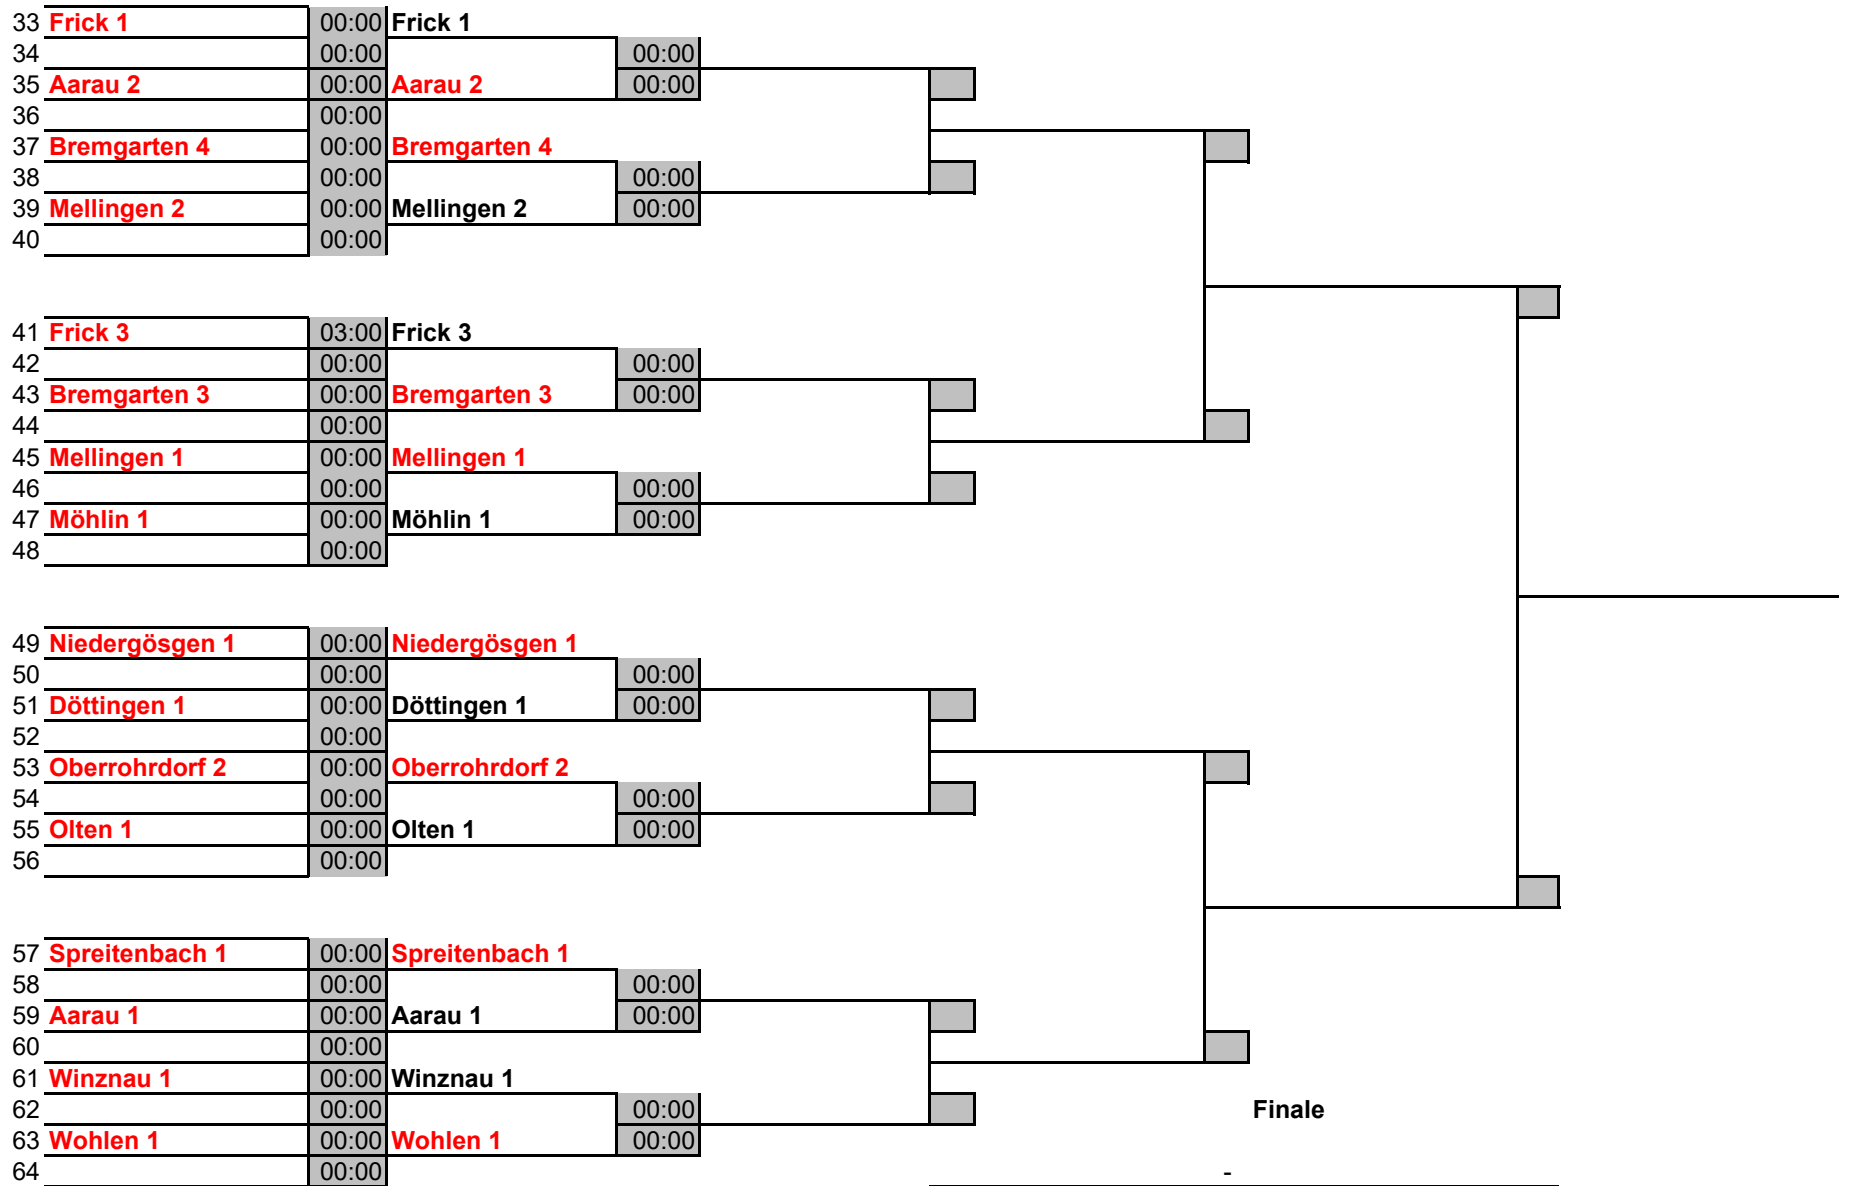 33 Frick 1 00:00 Frick 1
34 00:00 00:00
35 Aarau 2 00:00 Aarau 2 00:00
36 00:00
37 Bremgarten 4 00:00 Bremgarten 4
38 00:00 00:00
39 Mellingen 2 00:00 Mellingen 2 00:00
40 00:00
41 Frick 3 03:00 Frick 3
42 00:00 00:00
43 Bremgarten 3 00:00 Bremgarten 3 00:00
44 00:00
45 Mellingen 1 00:00 Mellingen 1
46 00:00 00:00
47 Möhlin 1 00:00 Möhlin 1 00:00
48 00:00
49 Niedergösgen 1 00:00 Niedergösgen 1
50 00:00 00:00
51 Döttingen 1 00:00 Döttingen 1 00:00
52 00:00
53 Oberrohrdorf 2 00:00 Oberrohrdorf 2
54 00:00 00:00
55 Olten 1 00:00 Olten 1 00:00
56 00:00
57 Spreitenbach 1 00:00 Spreitenbach 1
58 00:00 00:00
59 Aarau 1 00:00 Aarau 1 00:00
60 00:00
61 Winznau 1 00:00 Winznau 1
62 00:00 00:00 Finale
63 Wohlen 1 00:00 Wohlen 1 00:00
64 00:00 -